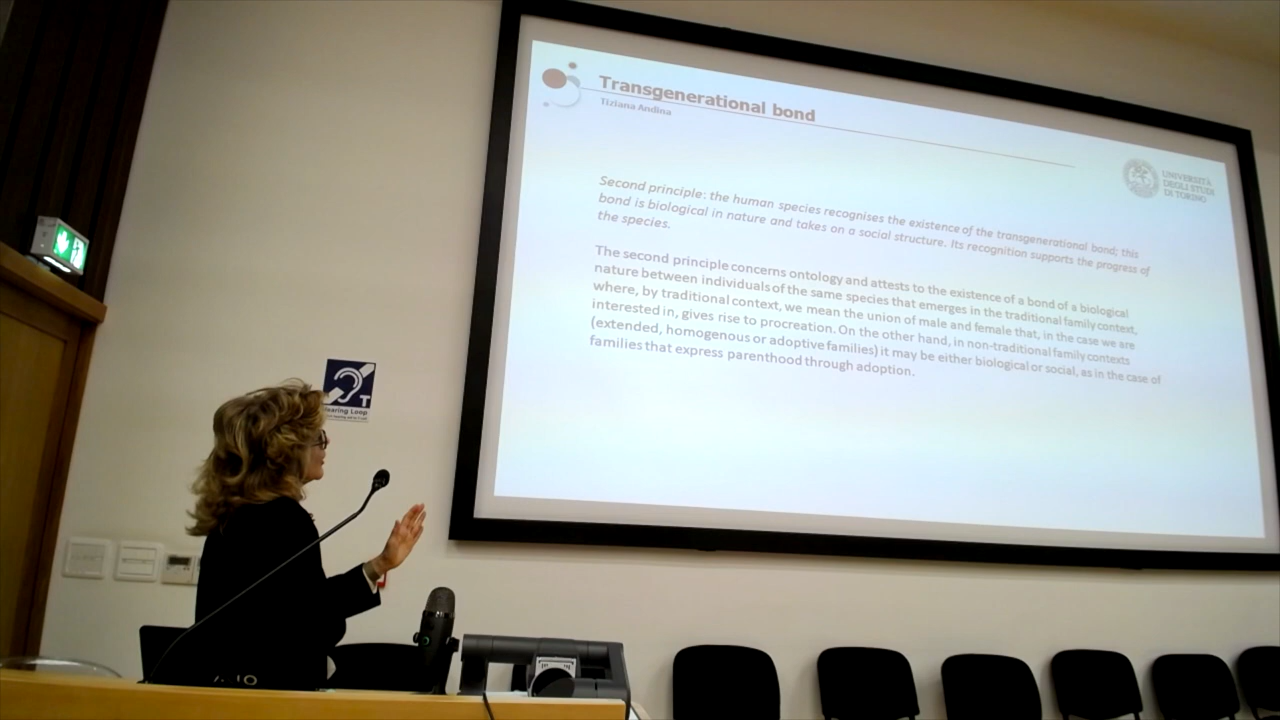 Transgenerational bond
Tiziana Andina
UNIVERSITÀ
DEGLI STUDI
DI TORINO
Second principle: the human species recognises the existence of the transgenerational bond; this
bond is biological in nature and takes on a social structure. Its recognition supports the progress of
the species.
The second principle concerns ontology and attests to the existence of a bond of a biological
nature between individuals of the same species that emerges in the traditional family context,
where, by traditional context, we mean the union of male and female that, in the case we are
interested in, gives rise to procreation. On the other hand, in non-traditional family contexts
(extended, homogenous or adoptive families) it may be either biological or social, as in the case of
families that express parenthood through adoption.
T
Hearing Loop